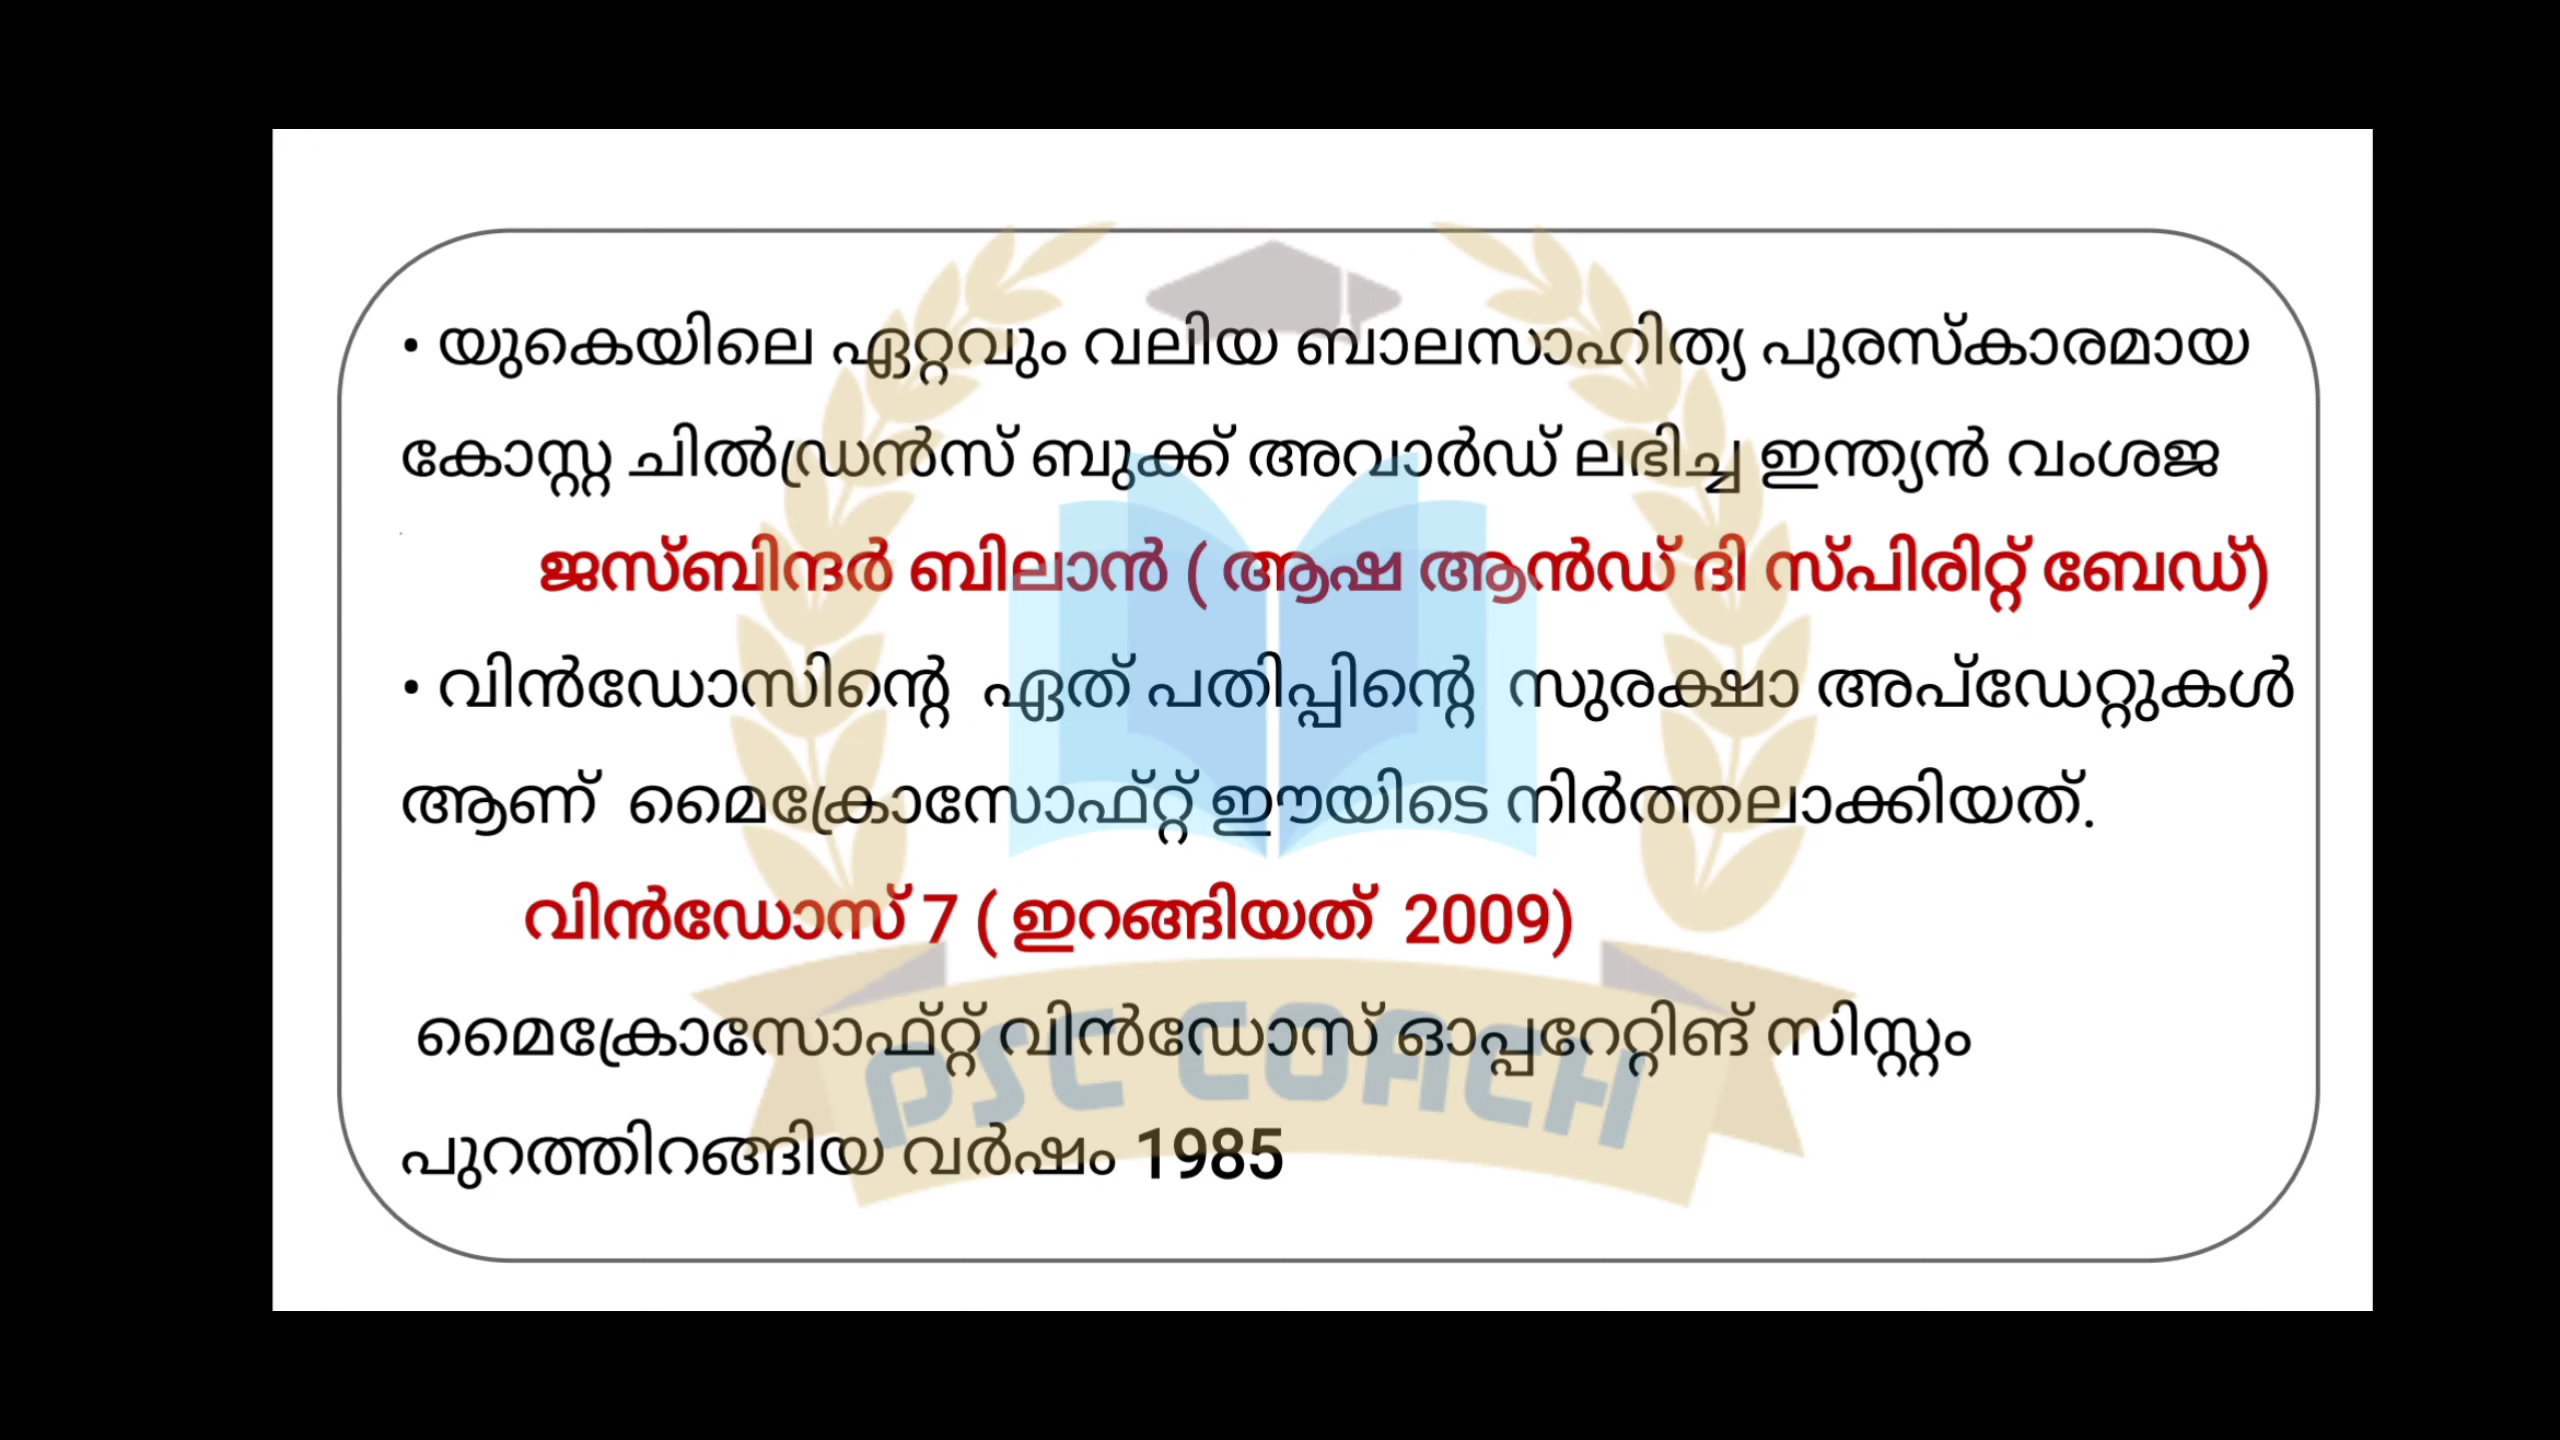 • യുകെയിലെ ഏറ്റവും വലിയ ബാലസാഹിത്യ പുരസ്കാരമായ
കോസ്റ്റ ചിൽഡ്രൻസ് ബുക്ക് അവാർഡ് ലഭിച്ച ഇന്ത്യൻ വംശജ
ജസ്ബിന്ദർ ബിലാൻ ( ആഷ ആൻഡ് ദി സ്പിരിറ്റ് ബേഡ്)
• വിൻഡോസിന്റെ ഏത് പതിപ്പിന്റെ സുരക്ഷാ അപ്ഡേറ്റുകൾ
ആണ് മൈക്രോസോഫ്റ്റ് ഈയിടെ നിർത്തലാക്കിയത്.
വിൻഡോസ് 7 ( ഇറങ്ങിയത് 2009)
മൈക്രോസോഫ്റ്റ് വിൻഡോസ് ഓപ്പറേറ്റിങ് സിസ്റ്റം
പുറത്തിറങ്ങിയ വർഷം 1985
PSC COACH